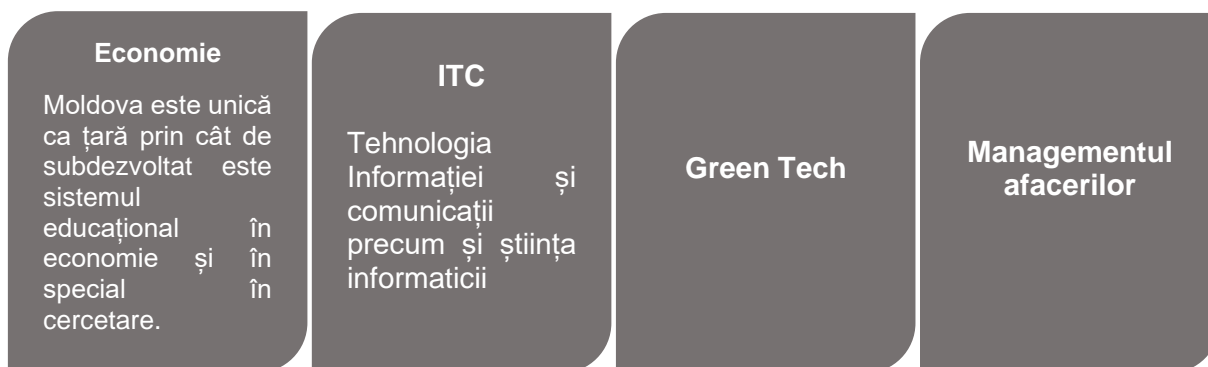 Economie
Moldova este unică
ca țară prin cât de
subdezvoltat este
sistemul
educațional în
economie și în
special în
cercetare.
ITC
Tehnologia
Informației și
comunicații
precum și știința
informaticii
Green Tech
Managementul
afacerilor